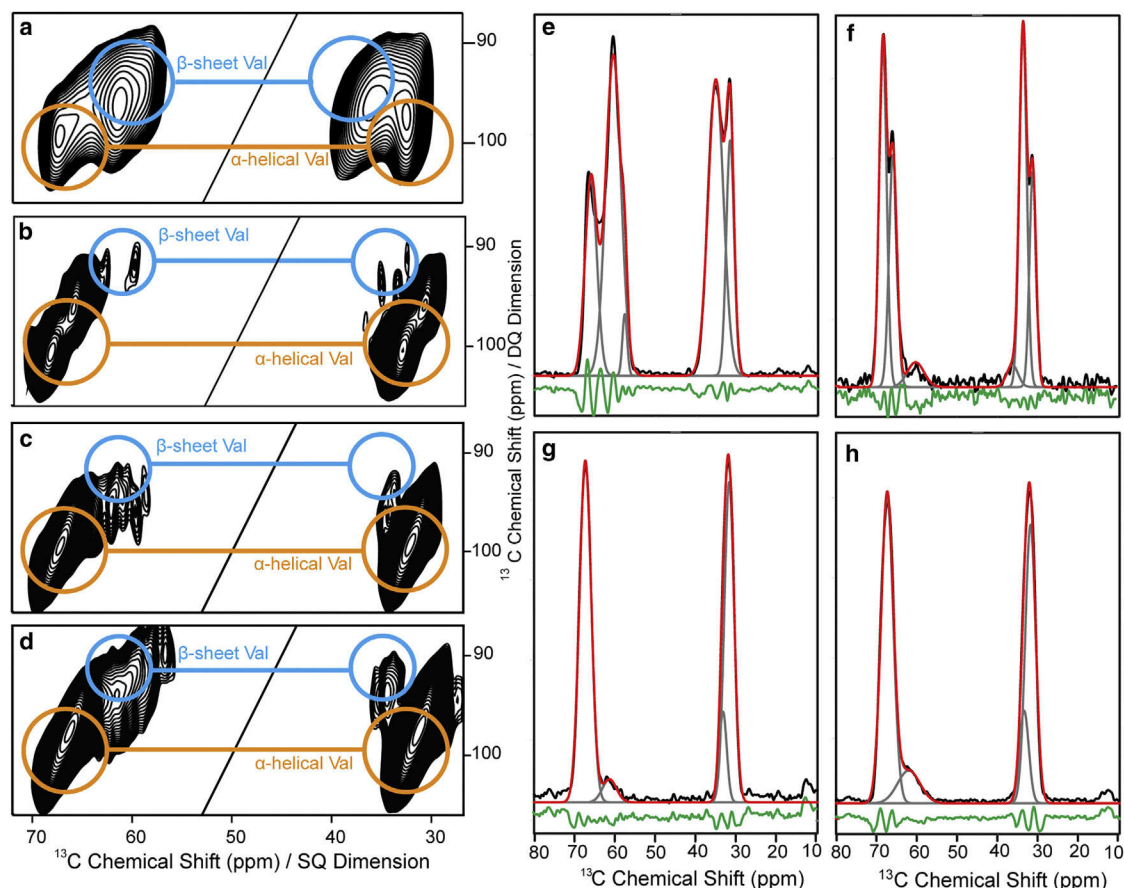 a
β-sheet Val
α-helical Val
90
100
b
β-sheet Val
α-helical Val
90
100
c
β-sheet Val
α-helical Val
90
100
d
β-sheet Val
α-helical Val
90
100
70 60 50 40 30
13C Chemical Shift (ppm) / SQ Dimension
13 C Chemical Shift (ppm) / DQ Dimension
e
f
g
h
80 70 60 50 40 30 20 10
13C Chemical Shift (ppm)
80 70 60 50 40 30 20 10
13C Chemical Shift (ppm)